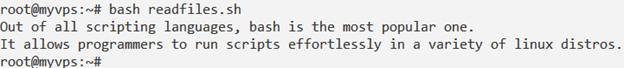 root@myvps:~# bash readfiles.sh
Out of all scripting languages, bash is the most popular one.
It allows programmers to run scripts effortlessly in a variety of linux distros.
root@myvps:~#